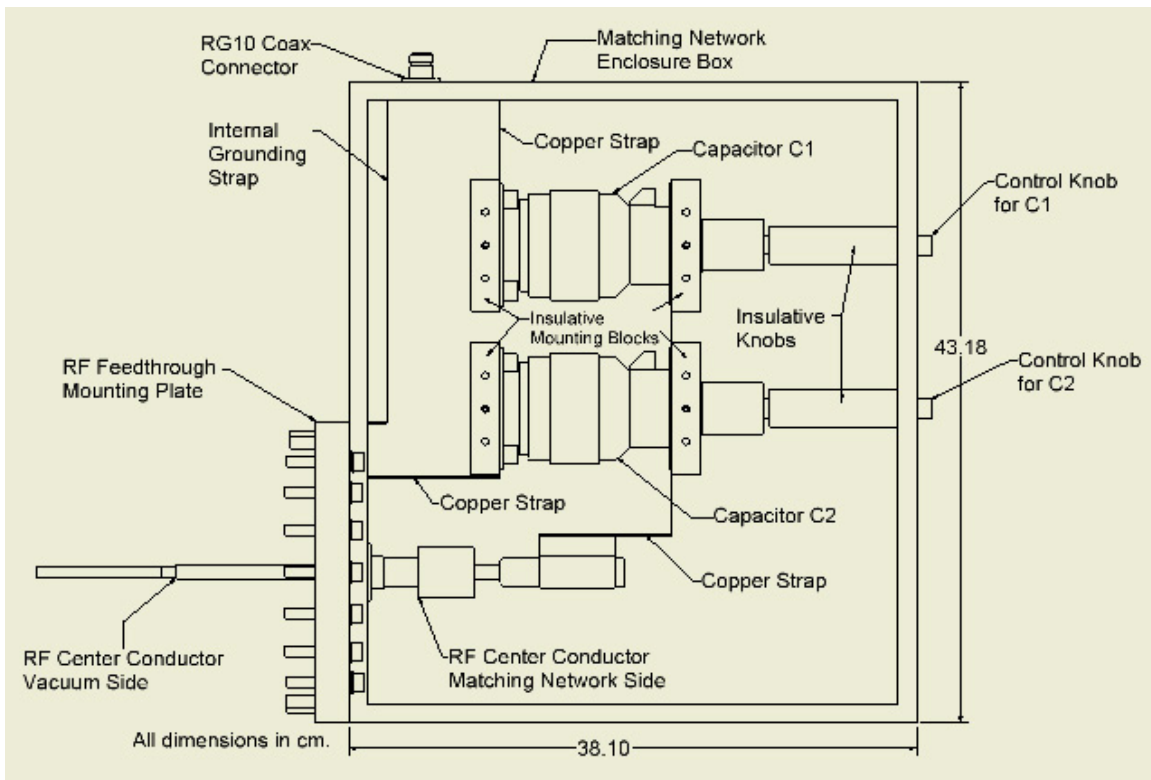 RG10 Coax
Connector
Matching Network
Enclosure Box
Internal
Grounding
Strap
Copper Strap
Capacitor C1
Control Knob
for C1
Insulative
Mounting Blocks
Insulative
Knobs
43.18
RF Feedthrough
Mounting Plate
Control Knob
for C2
Copper Strap
Capacitor C2
Copper Strap
RF Center Conductor
Vacuum Side
RF Center Conductor
Matching Network Side
All dimensions in cm.
38.10